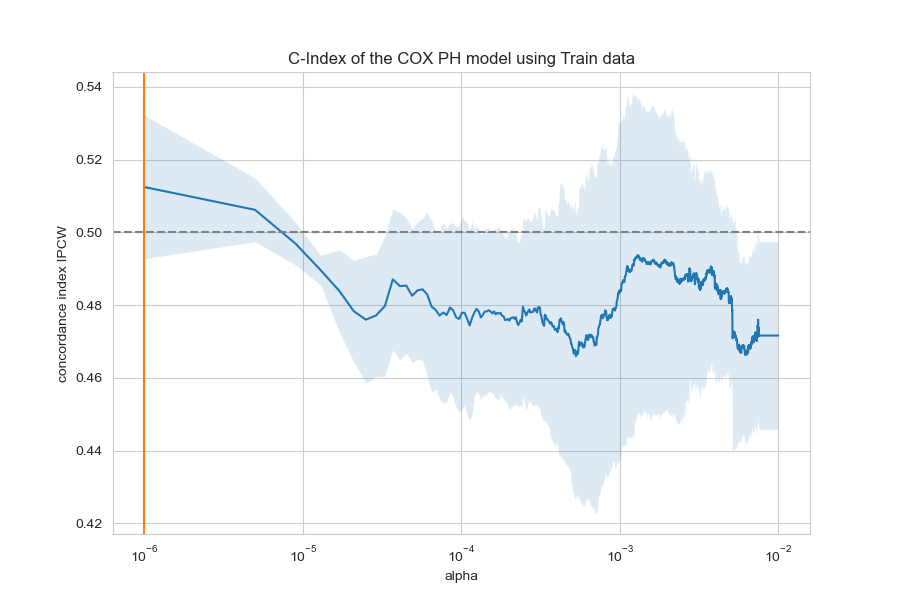 C-Index of the COX PH model using Train data
concordance index IPCW
0.54
0.52
0.50
0.48
0.46
0.44
0.42
10⁻⁶ 10⁻⁵ 10⁻⁴ 10⁻³ 10⁻²
alpha